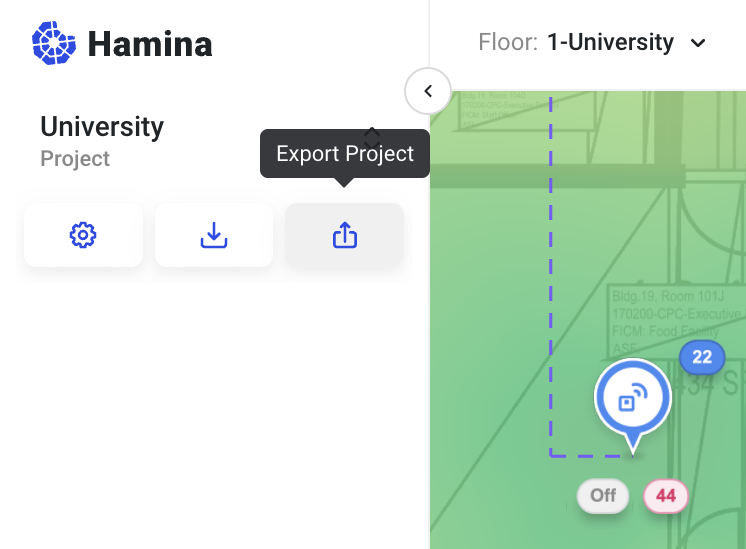 Hamina
Floor: 1-University
University
Project
Export Project
Bldg.19, Room 101J
170200-CPC-Executive
FICM: Food Facility
ASF
22
434 S
Off
44